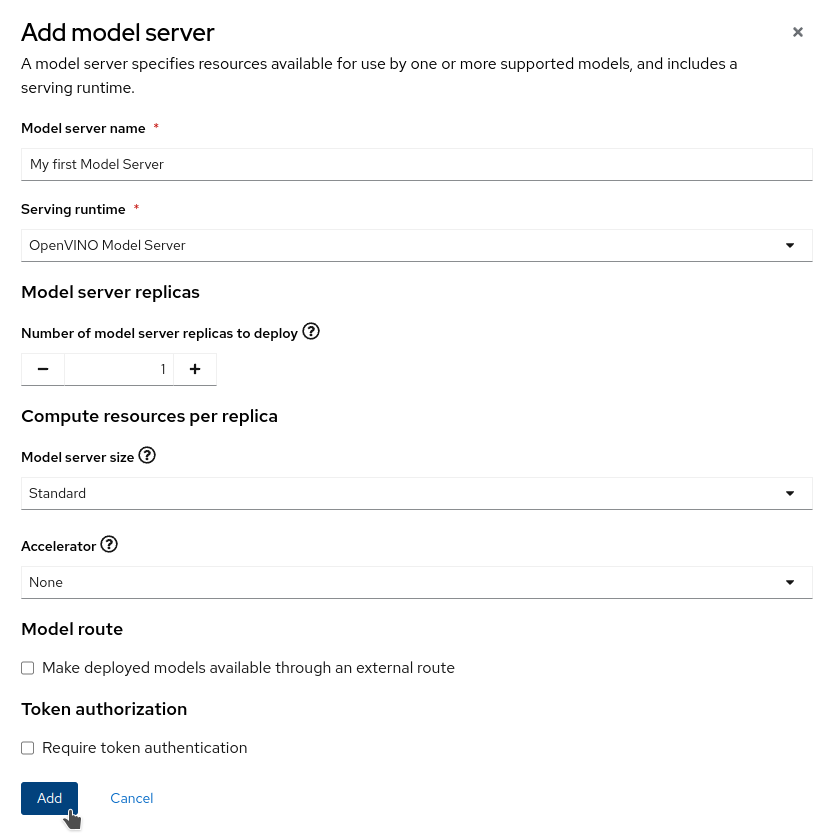 Add model server
A model server specifies resources available for use by one or more supported models, and includes a
serving runtime.
Model server name *
My first Model Server
Serving runtime *
OpenVINO Model Server
Model server replicas
Number of model server replicas to deploy
1
Compute resources per replica
Model server size
Standard
Accelerator
None
Model route
Make deployed models available through an external route
Token authorization
Require token authentication
Add Cancel